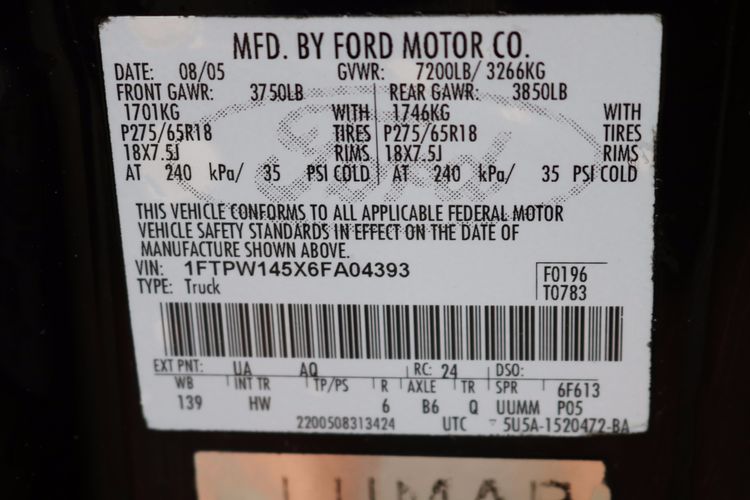 MFD. BY FORD MOTOR CO.
DATE: 08/05 GVWR: 7200LB/ 3266KG
FRONT GAWR: 3750LB REAR GAWR: 3850LB
1701KG WITH 1746KG WITH
P275/65R18 TIRES P275/65R18 TIRES
18X7.5J RIMS 18X7.5J RIMS
AT 240 kPa/ 35 PSI COLD AT 240 kPa/ 35 PSI COLD
Ford
THIS VEHICLE CONFORMS TO ALL APPLICABLE FEDERAL MOTOR
VEHICLE SAFETY STANDARDS IN EFFECT ON THE DATE OF
MANUFACTURE SHOWN ABOVE.
VIN: 1FTPW145X6FA04393 F0196
TYPE: Truck T0783
EXT PNT: UA AQ RC: 24 DSO:
WB INT TR TP/PS R AXLE TR SPR 6F613
139 HW 6 B6 Q UUMM P05
2200508313424 UTC 5U5A-1520472-BA